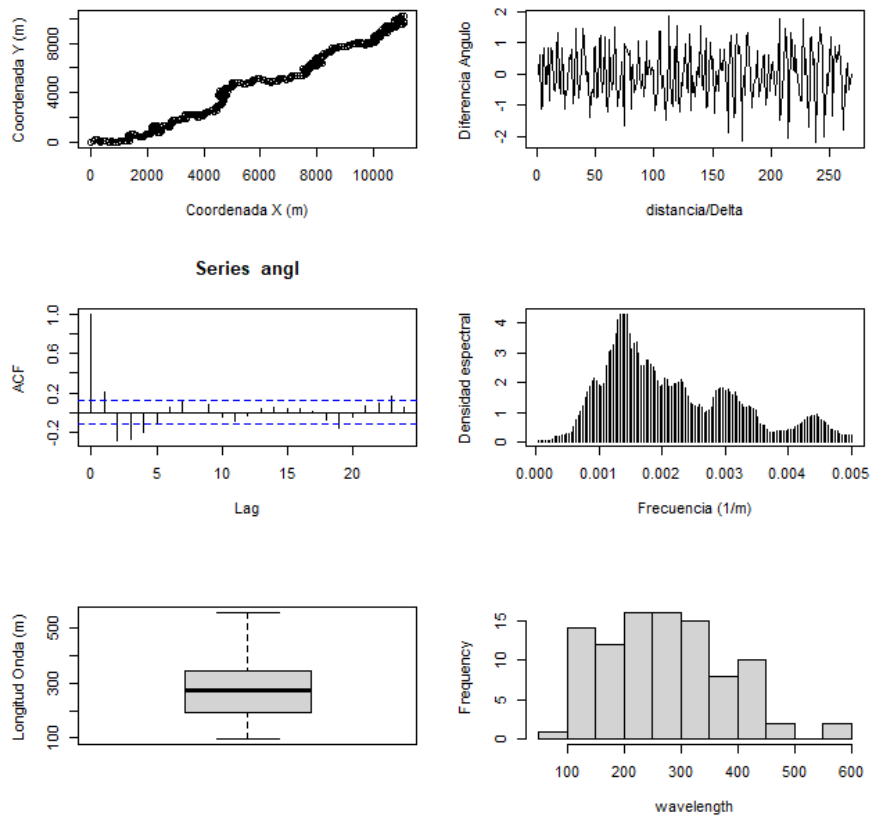 Coordenada Y (m)
0 4000 8000
0 2000 4000 6000 8000 10000
Coordenada X (m)
Diferencia Angulo
-2 -1 0 1 2
0 50 100 150 200 250
distancia/Delta
Series angl
ACF
-0.2 0.2 0.6 1.0
0 5 10 15 20
Lag
Densidad espectral
0 1 2 3 4
0.000 0.001 0.002 0.003 0.004 0.005
Frecuencia (1/m)
Longitud Onda (m)
100 300 500
Frequency
0 5 10 15
100 200 300 400 500 600
wavelength